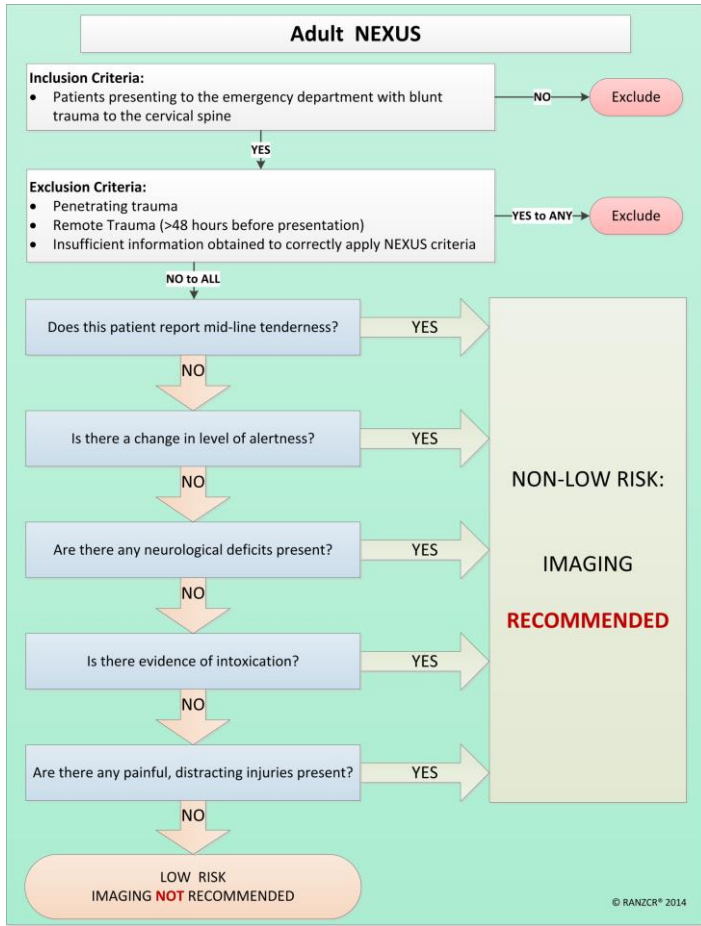 Adult NEXUS
Inclusion Criteria:
• Patients presenting to the emergency department with blunt
trauma to the cervical spine
NO
Exclude
YES
Exclusion Criteria:
• Penetrating trauma
• Remote Trauma (>48 hours before presentation)
• Insufficient information obtained to correctly apply NEXUS criteria
YES to ANY
Exclude
NO to ALL
Does this patient report mid-line tenderness?
YES
NO
Is there a change in level of alertness?
YES
NO
Are there any neurological deficits present?
YES
NO
Is there evidence of intoxication?
YES
NO
Are there any painful, distracting injuries present?
YES
NO
NON-LOW RISK:
IMAGING
RECOMMENDED
LOW RISK
IMAGING NOT RECOMMENDED
© RANZCR® 2014